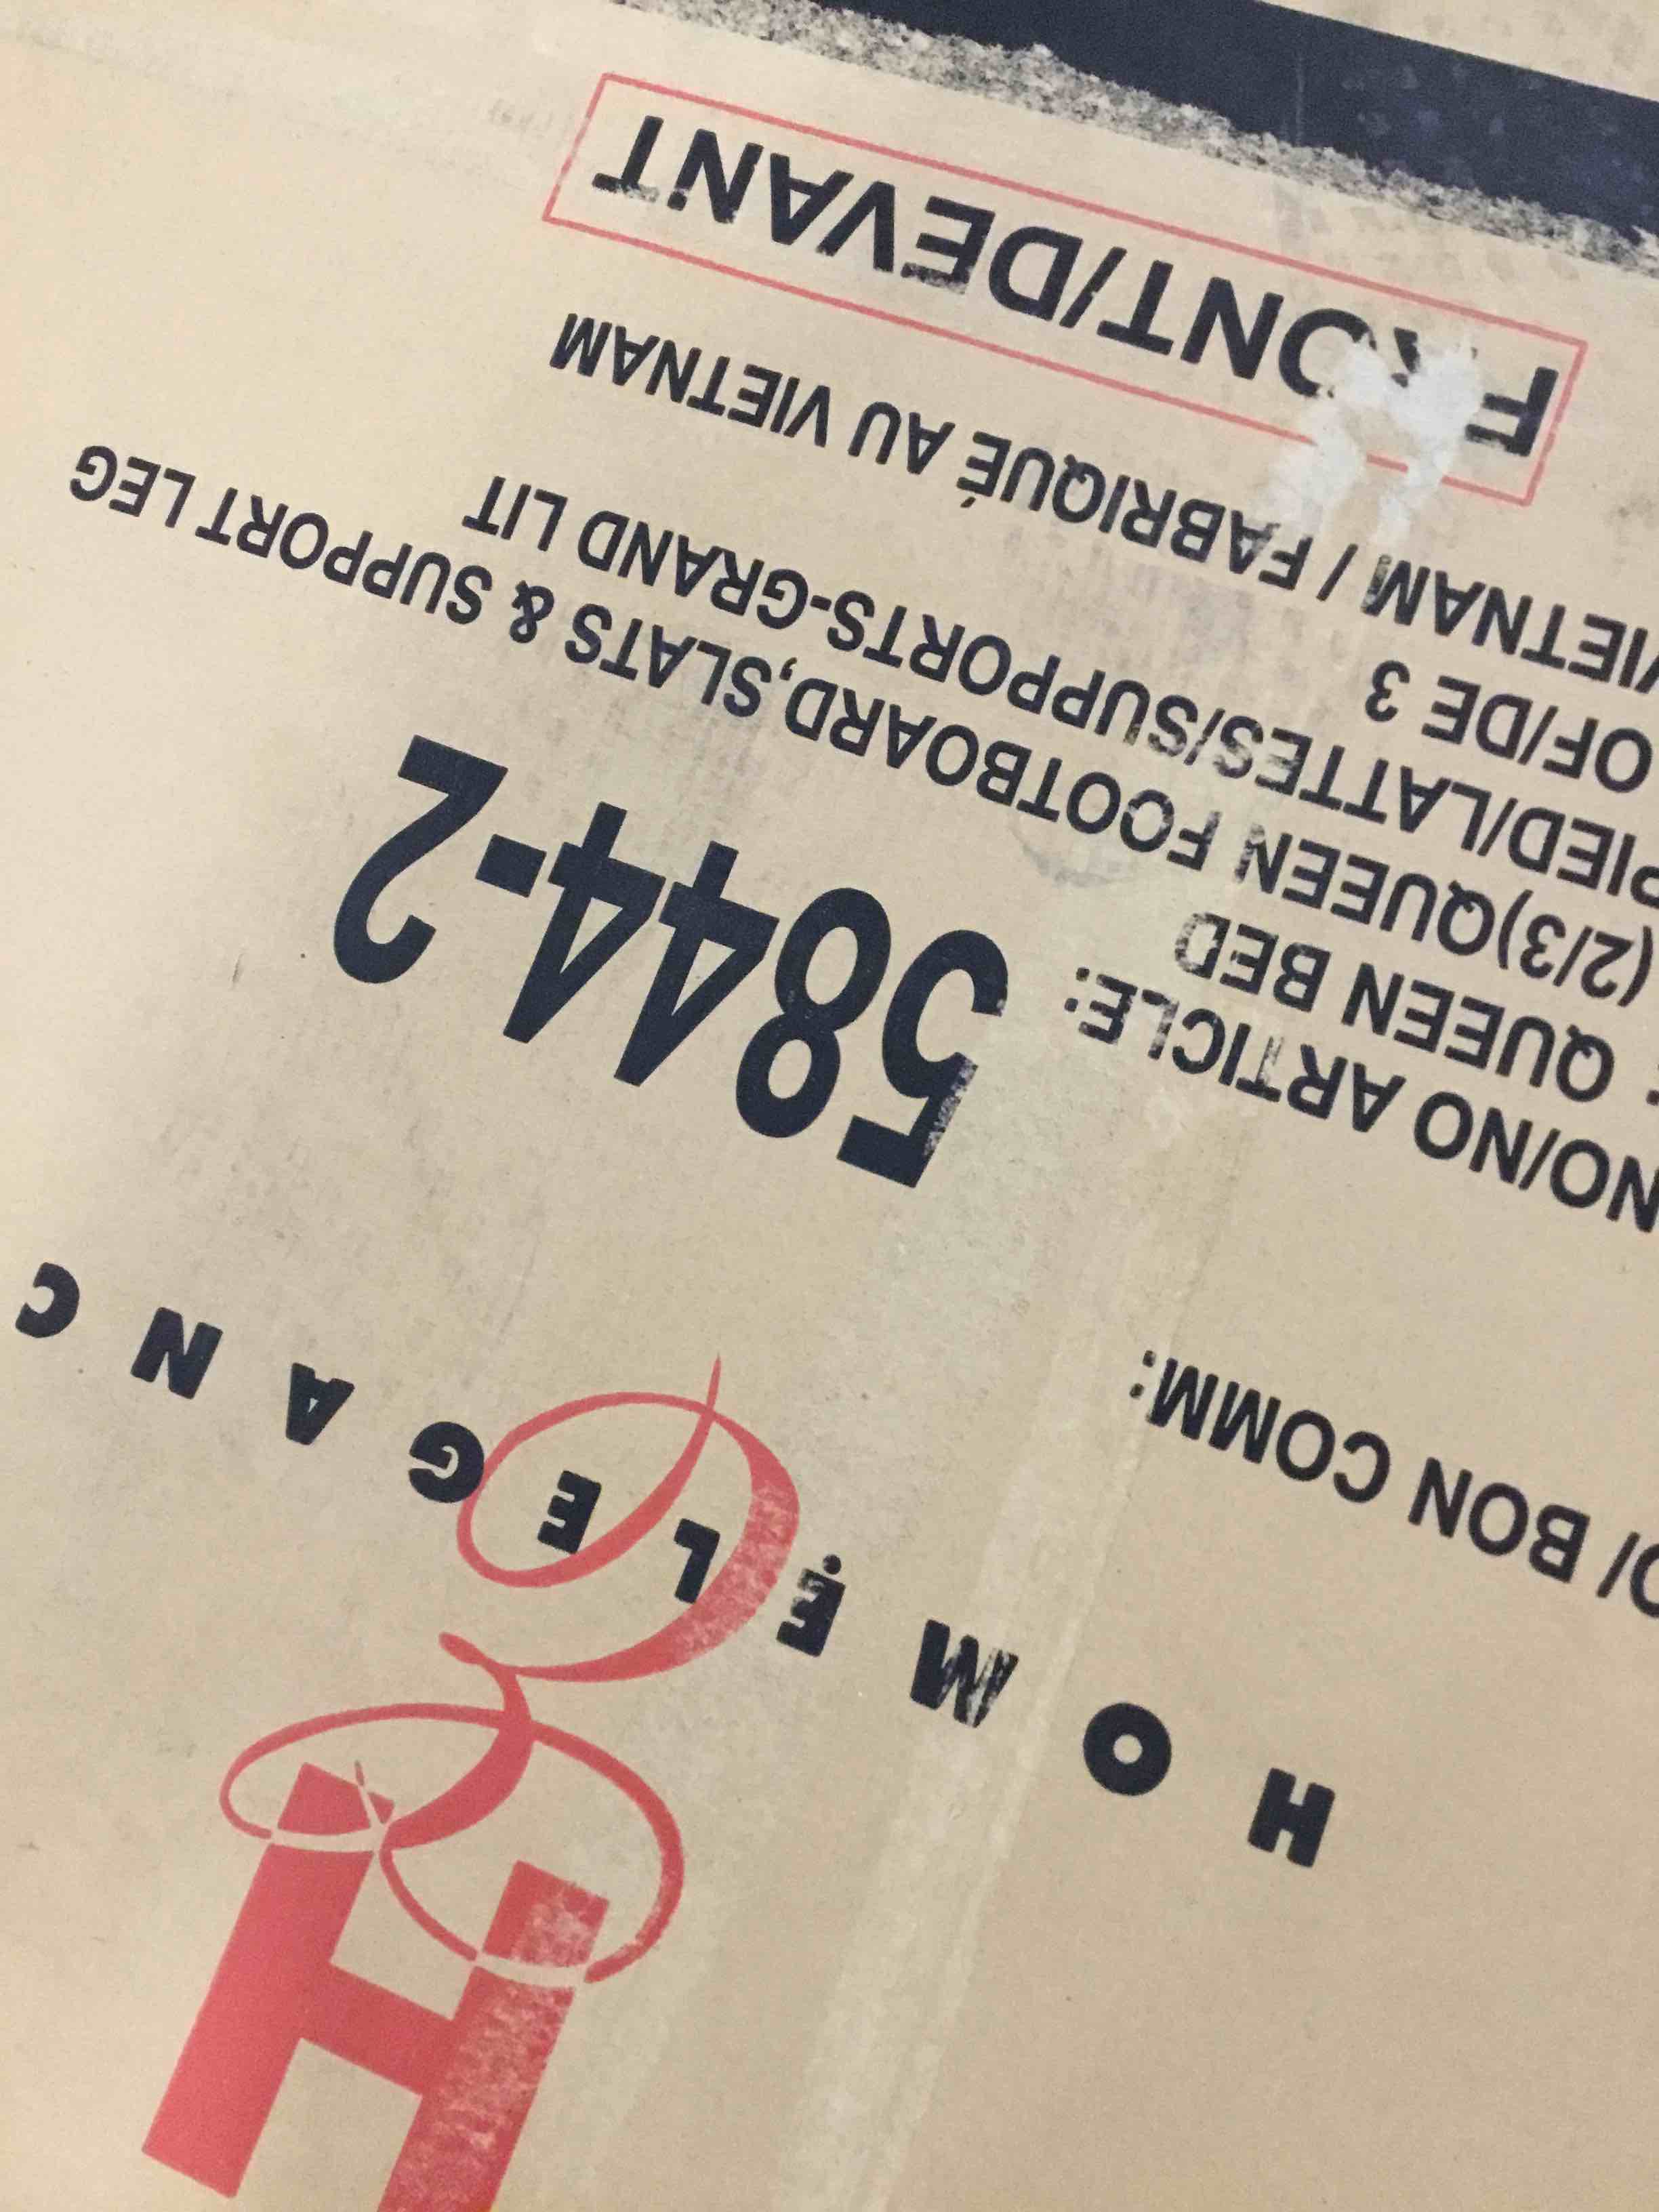 H
HOMÉLEGANC
/ BON COMM:
NO/NO ARTICLE: 5844-2
QUEEN BED
(2/3)QUEEN FOOTBOARD,SLATS & SUPPORT LEG
PIED/LATTES/SUPPORTS-GRAND LIT
OF/DE 3
VIETNAM / FABRIQUÉ AU VIETNAM
FRONT/DEVANT